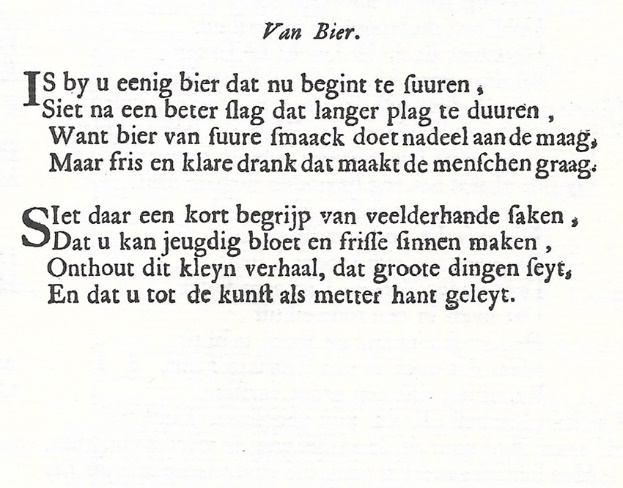 Van Bier.
IS by u eenig bier dat nu begint te ſuuren,
Siet na een beter ſlag dat langer plag te duuren,
Want bier van ſuure ſmaack doet nadeel aan de maag,
Maar fris en klare drank dat maakt de menſchen graag.
SIet daar een kort begrijp van veelderhande ſaken,
Dat u kan jeugdig bloet en friſſe ſinnen maken,
Onthout dit kleyn verhaal, dat groote dingen ſeyt,
En dat u tot de kunſt als metter hant geleyt.